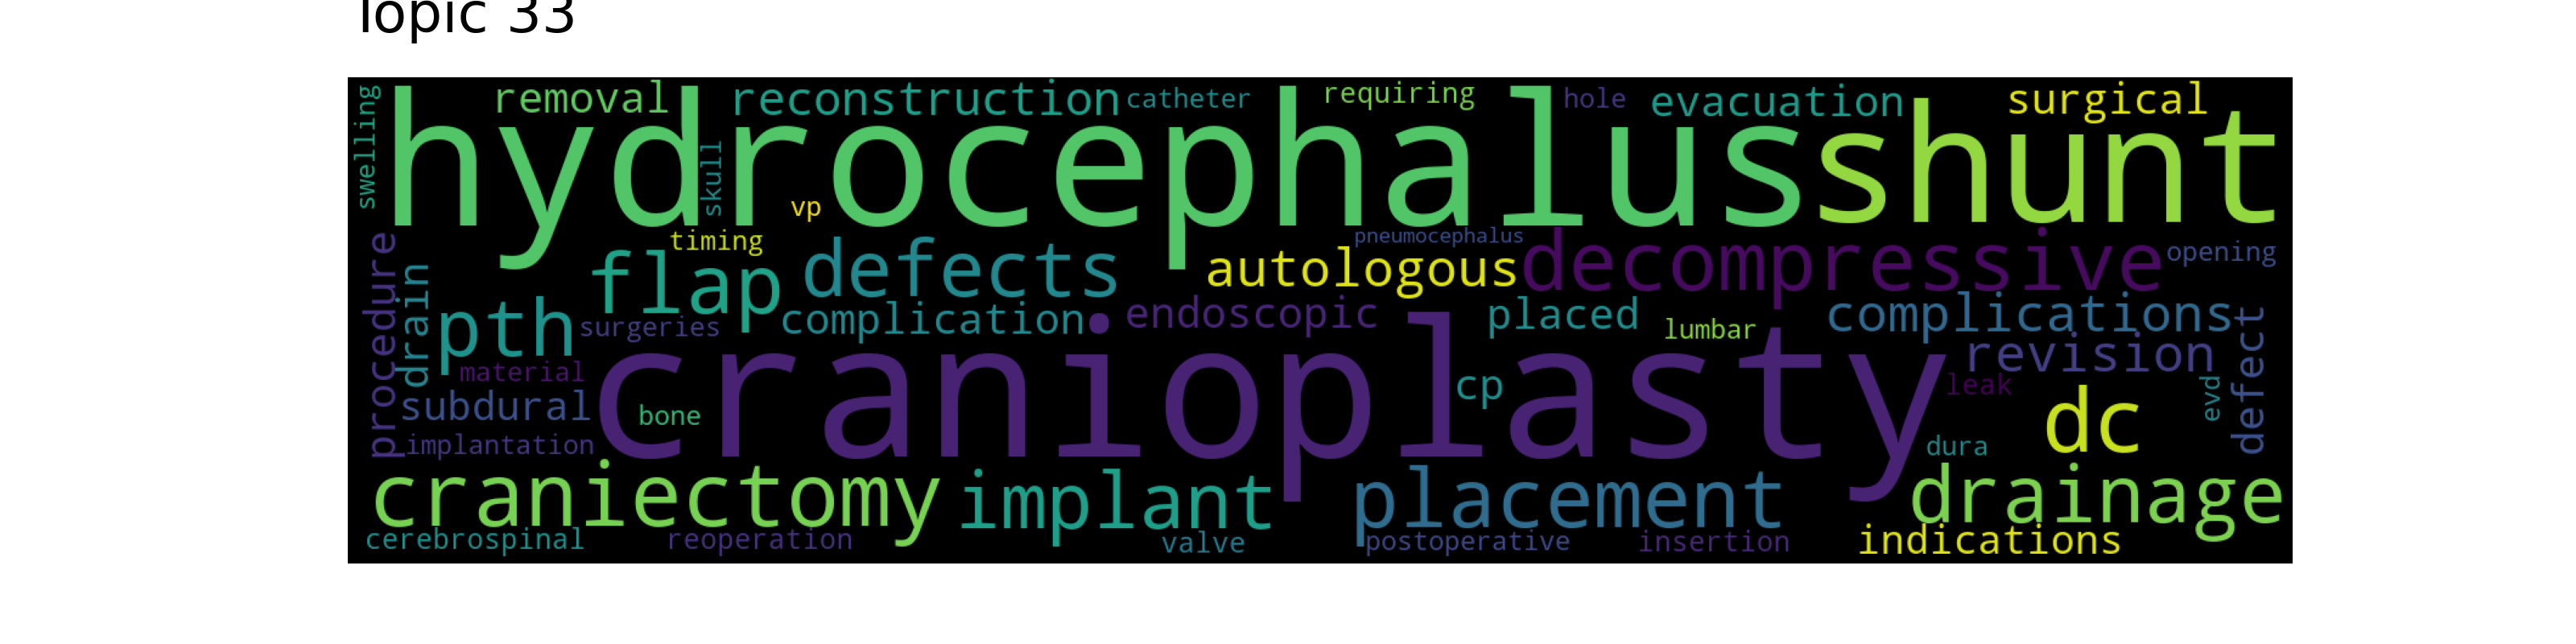 Topic 33
swelling
removal
reconstruction
catheter
requiring
hole
evacuation
surgical
hydrocephalus
shunt
skull
vp
timing
pneumocephalus
procedure
drain
flap
defects
autologous
decompressive
opening
pth
surgeries
complication
endoscopic
placed
lumbar
complications
revision
defect
material
cranioplasty
cp
leak
evd
subdural
bone
dc
implantation
dura
craniectomy
implant
placement
drainage
cerebrospinal
reoperation
valve
postoperative
insertion
indications